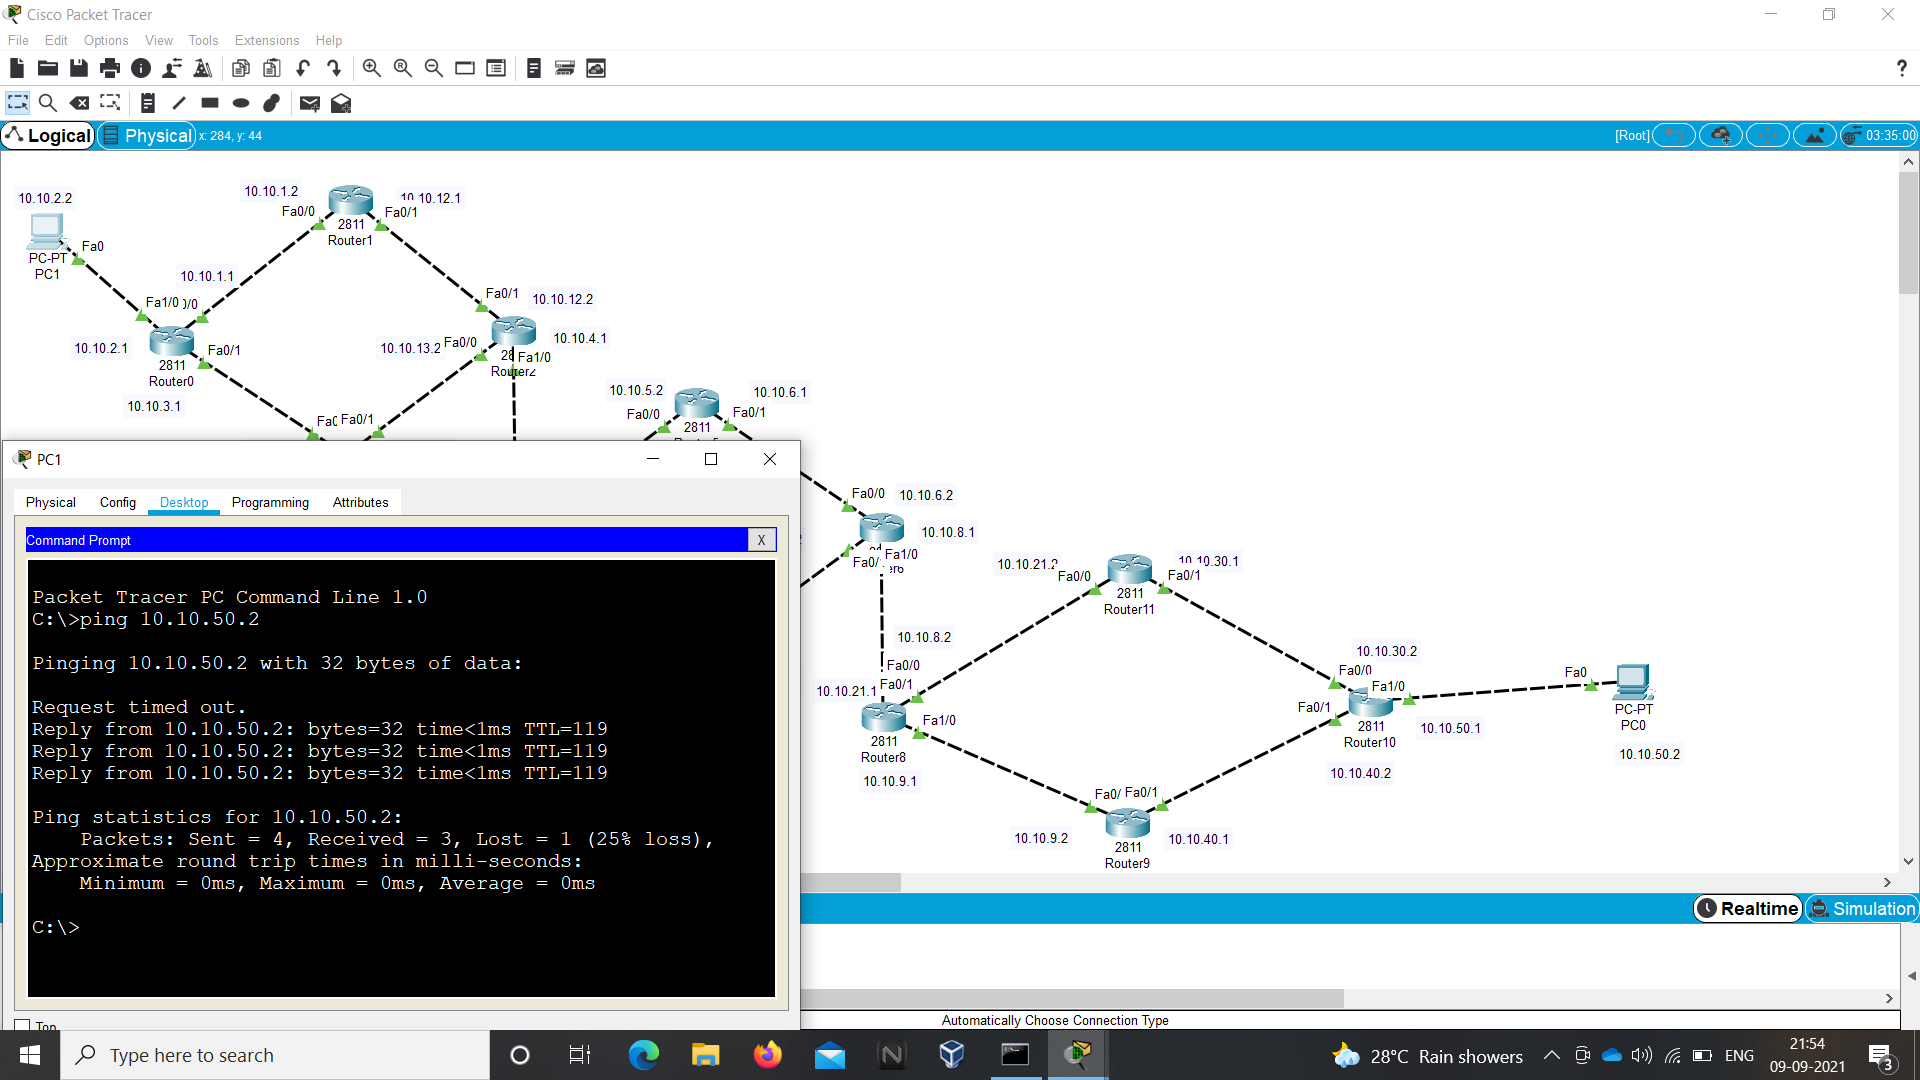 Cisco Packet Tracer
File Edit Options View Tools Extensions Help
Logical Physical x: 284, y: 44 [Root] 03:35:00
10.10.2.2
Fa0
PC-PT
PC1
10.10.1.2
Fa0/0
10.10.12.1
Fa0/1
2811
Router1
10.10.1.1
Fa1/0
10.10.2.1
Fa0/1
2811
Router0
10.10.3.1
Fa0/1
10.10.12.2
10.10.13.2
Fa0/0
10.10.4.1
Fa1/0
Router2
Fa0/1
10.10.5.2
Fa0/0
10.10.6.1
Fa0/1
2811
Fa0/0
10.10.6.2
10.10.8.1
Fa1/0
10.10.8.2
Fa0/0
Fa0/1
10.10.21.1
Fa1/0
2811
Router8
10.10.9.1
10.10.21.2
Fa0/0
10.10.30.1
Fa0/1
2811
Router11
10.10.30.2
Fa0/0
Fa1/0
Fa0/1
2811
Router10
10.10.50.1
10.10.40.2
Fa0
PC-PT
PC0
10.10.50.2
Fa0/1
10.10.9.2
10.10.40.1
2811
Router9
PC1
Physical Config Desktop Programming Attributes
Command Prompt X
Packet Tracer PC Command Line 1.0
C:\>ping 10.10.50.2
Pinging 10.10.50.2 with 32 bytes of data:
Request timed out.
Reply from 10.10.50.2: bytes=32 time<1ms TTL=119
Reply from 10.10.50.2: bytes=32 time<1ms TTL=119
Reply from 10.10.50.2: bytes=32 time<1ms TTL=119
Ping statistics for 10.10.50.2:
Packets: Sent = 4, Received = 3, Lost = 1 (25% loss),
Approximate round trip times in milli-seconds:
Minimum = 0ms, Maximum = 0ms, Average = 0ms
C:\>
Top
Realtime Simulation
Automatically Choose Connection Type
Type here to search
28°C Rain showers
ENG
21:54
09-09-2021
3